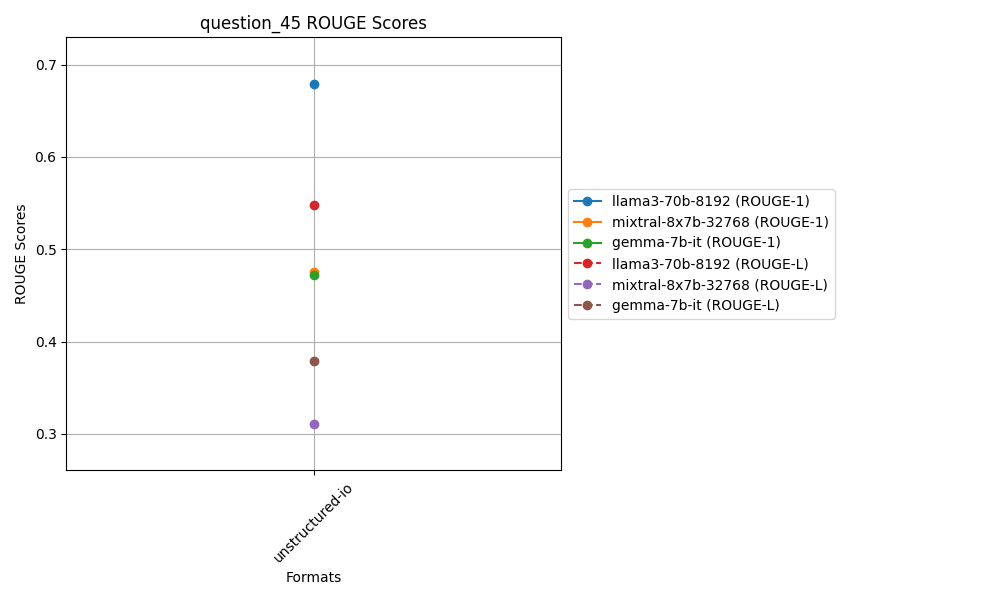 question_45 ROUGE Scores
0.7
0.6
0.5
0.4
0.3
ROUGE Scores
unstructured-io
Formats
llama3-70b-8192 (ROUGE-1)
mixtral-8x7b-32768 (ROUGE-1)
gemma-7b-it (ROUGE-1)
llama3-70b-8192 (ROUGE-L)
mixtral-8x7b-32768 (ROUGE-L)
gemma-7b-it (ROUGE-L)